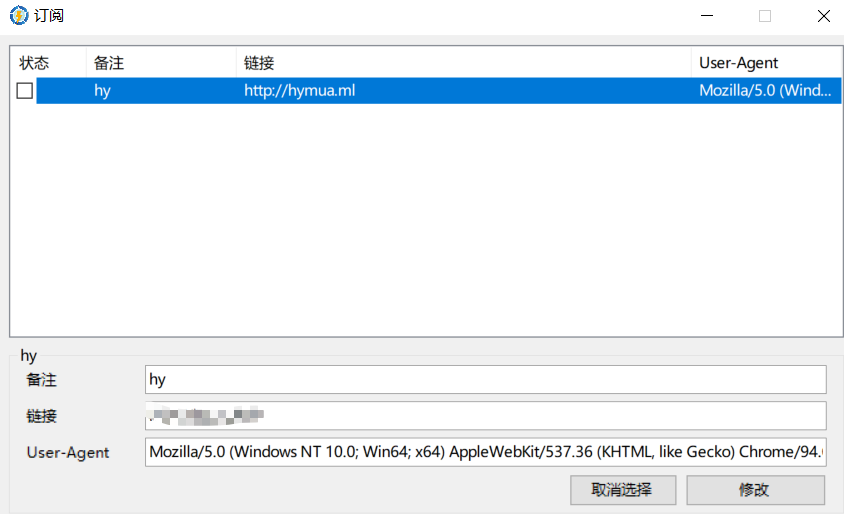 订阅
状态 备注 链接 User-Agent
hy http://hymua.ml Mozilla/5.0 (Wind...
hy
备注 hy
链接
User-Agent Mozilla/5.0 (Windows NT 10.0; Win64; x64) AppleWebKit/537.36 (KHTML, like Gecko) Chrome/94.
取消选择 修改